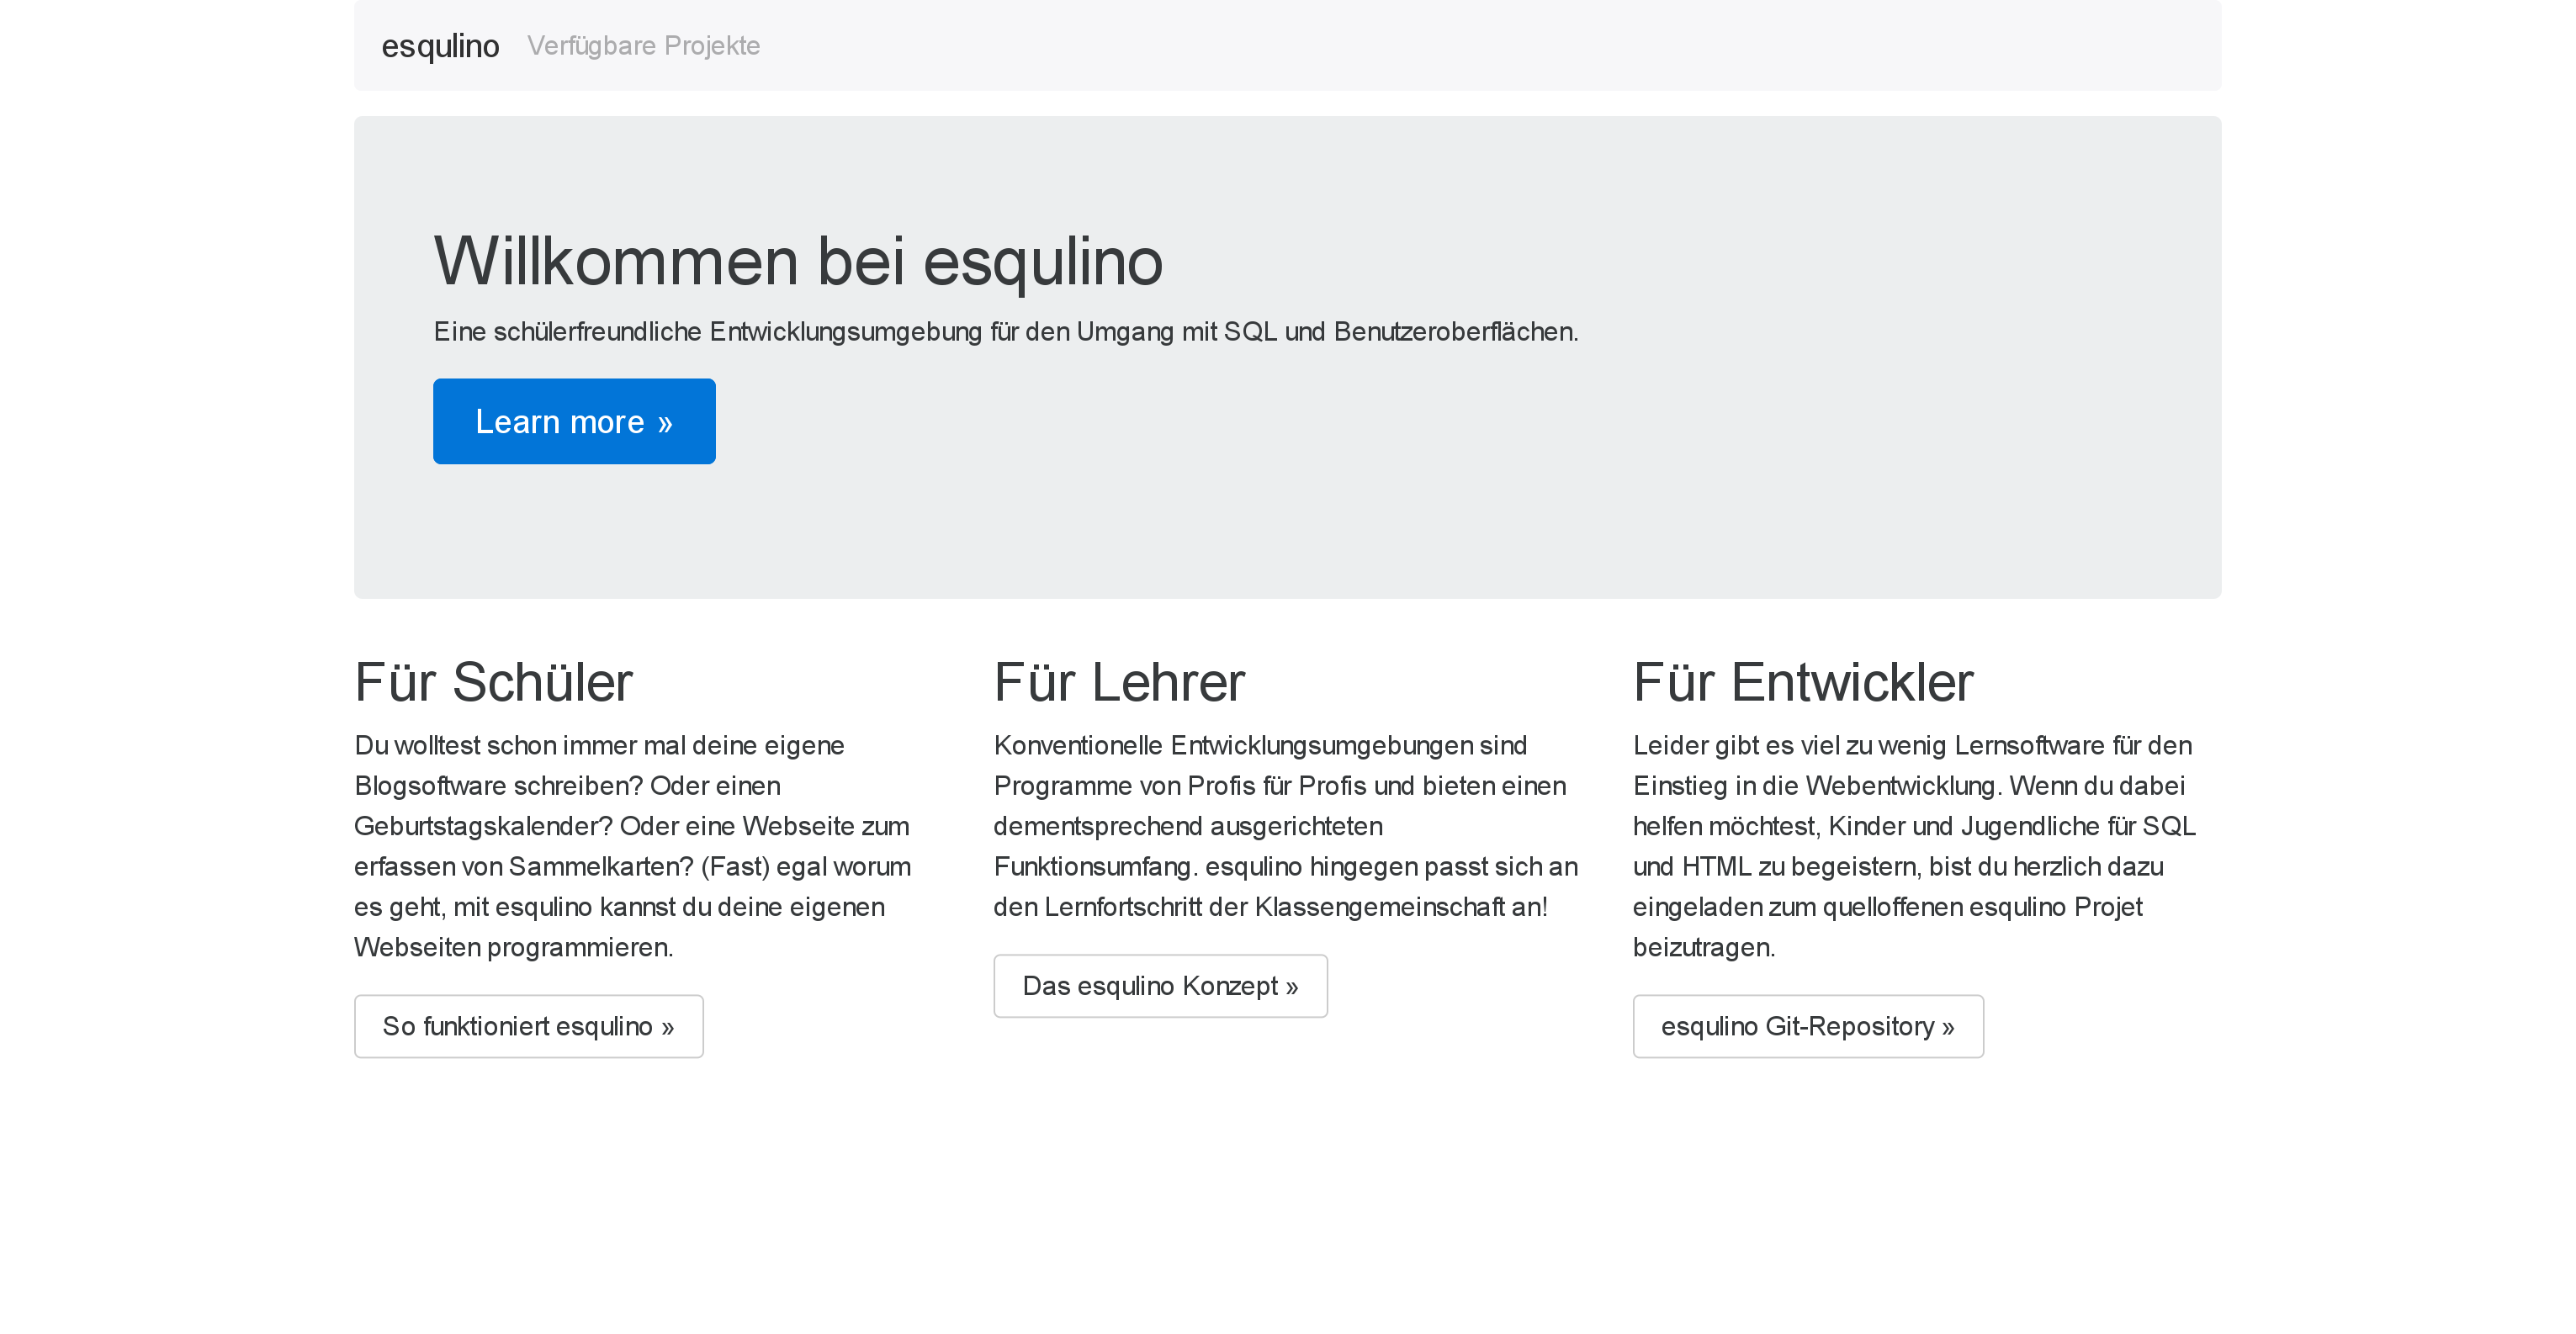 esqulino Verfügbare Projekte
Willkommen bei esqulino
Eine schülerfreundliche Entwicklungsumgebung für den Umgang mit SQL und Benutzeroberflächen.
Learn more »
Für Schüler
Du wolltest schon immer mal deine eigene
Blogsoftware schreiben? Oder einen
Geburtstagskalender? Oder eine Webseite zum
erfassen von Sammelkarten? (Fast) egal worum
es geht, mit esqulino kannst du deine eigenen
Webseiten programmieren.
So funktioniert esqulino »
Für Lehrer
Konventionelle Entwicklungsumgebungen sind
Programme von Profis für Profis und bieten einen
dementsprechend ausgerichteten
Funktionsumfang. esqulino hingegen passt sich an
den Lernfortschritt der Klassengemeinschaft an!
Das esqulino Konzept »
Für Entwickler
Leider gibt es viel zu wenig Lernsoftware für den
Einstieg in die Webentwicklung. Wenn du dabei
helfen möchtest, Kinder und Jugendliche für SQL
und HTML zu begeistern, bist du herzlich dazu
eingeladen zum quelloffenen esqulino Projet
beizutragen.
esqulino Git-Repository »